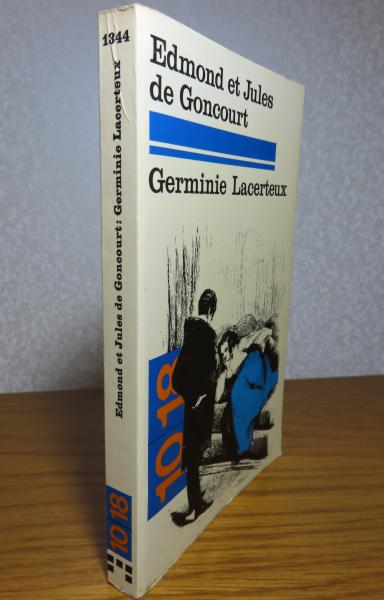 1344
Edmond et Jules de Goncourt: Germinie Lacerteux
10 18
Edmond et Jules
de Goncourt
Germinie Lacerteux
10 18